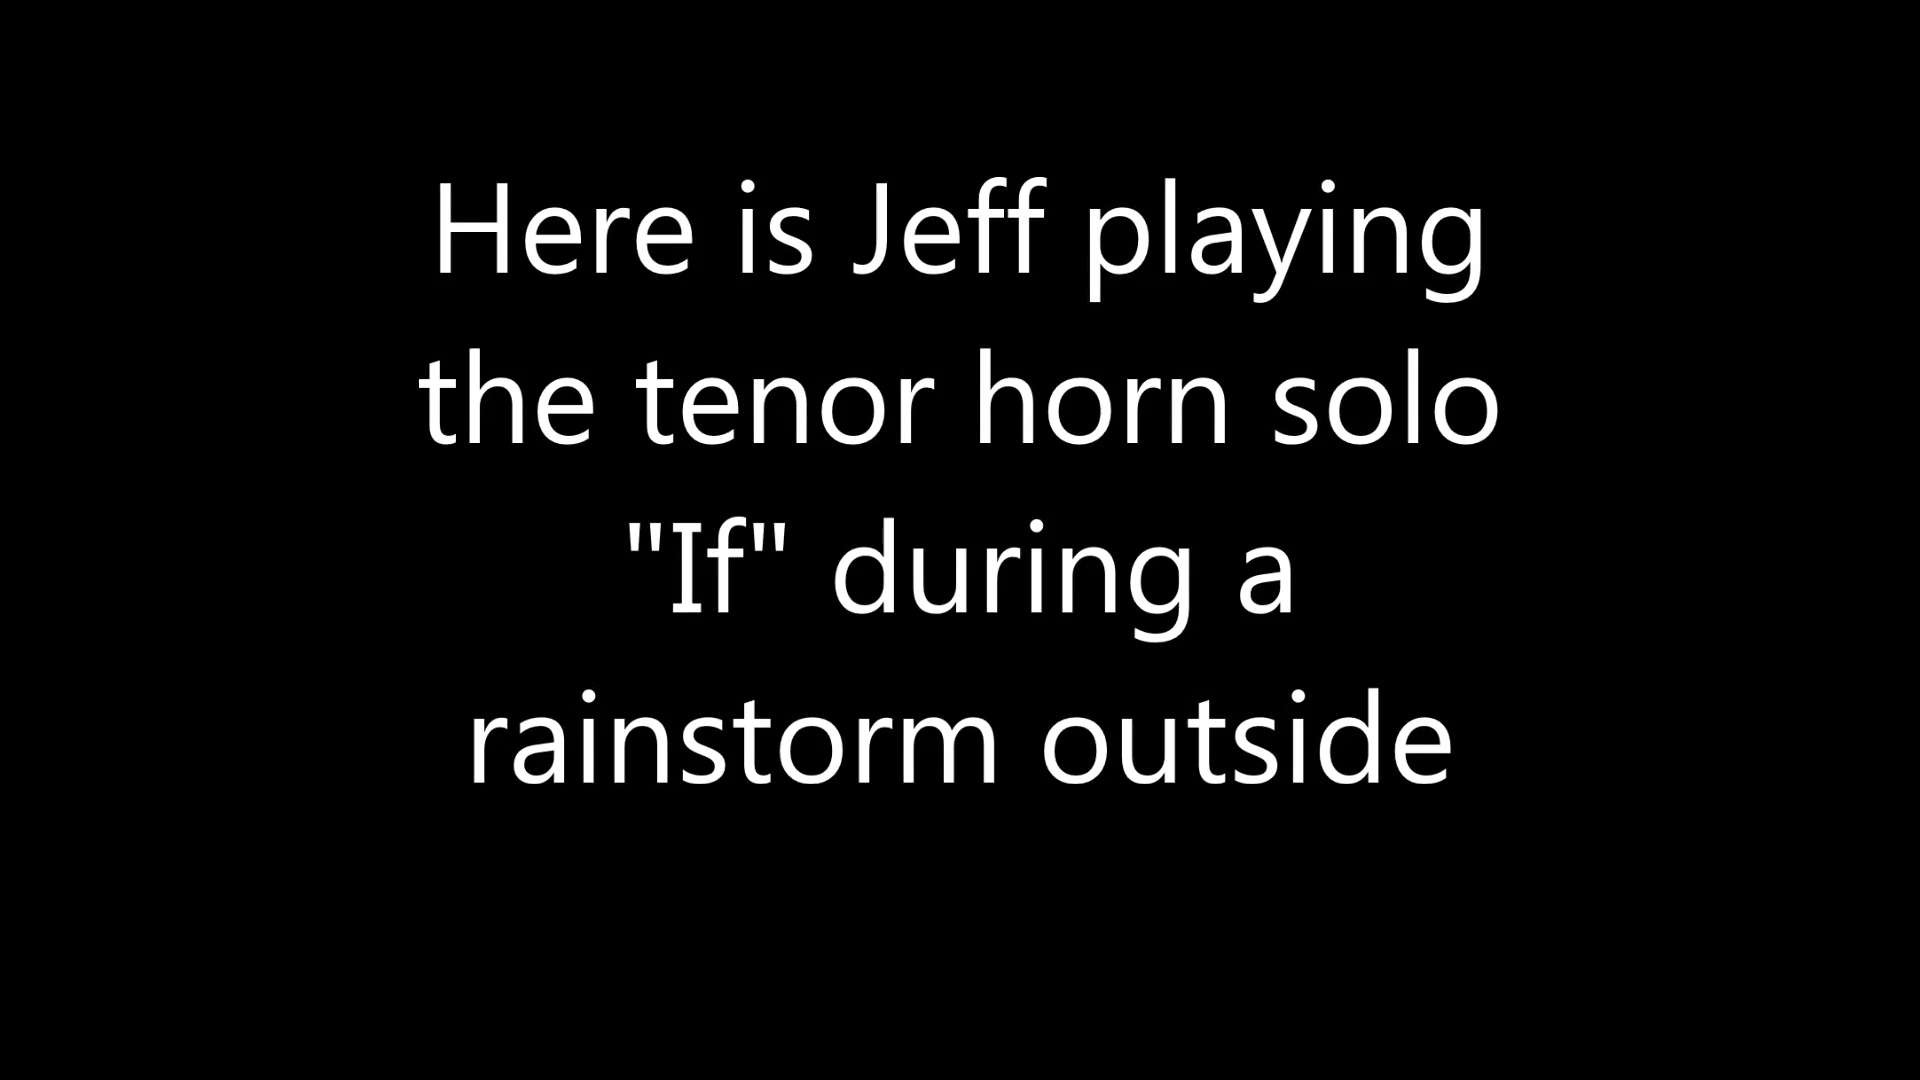 Here is Jeff playing
the tenor horn solo
"If" during a
rainstorm outside